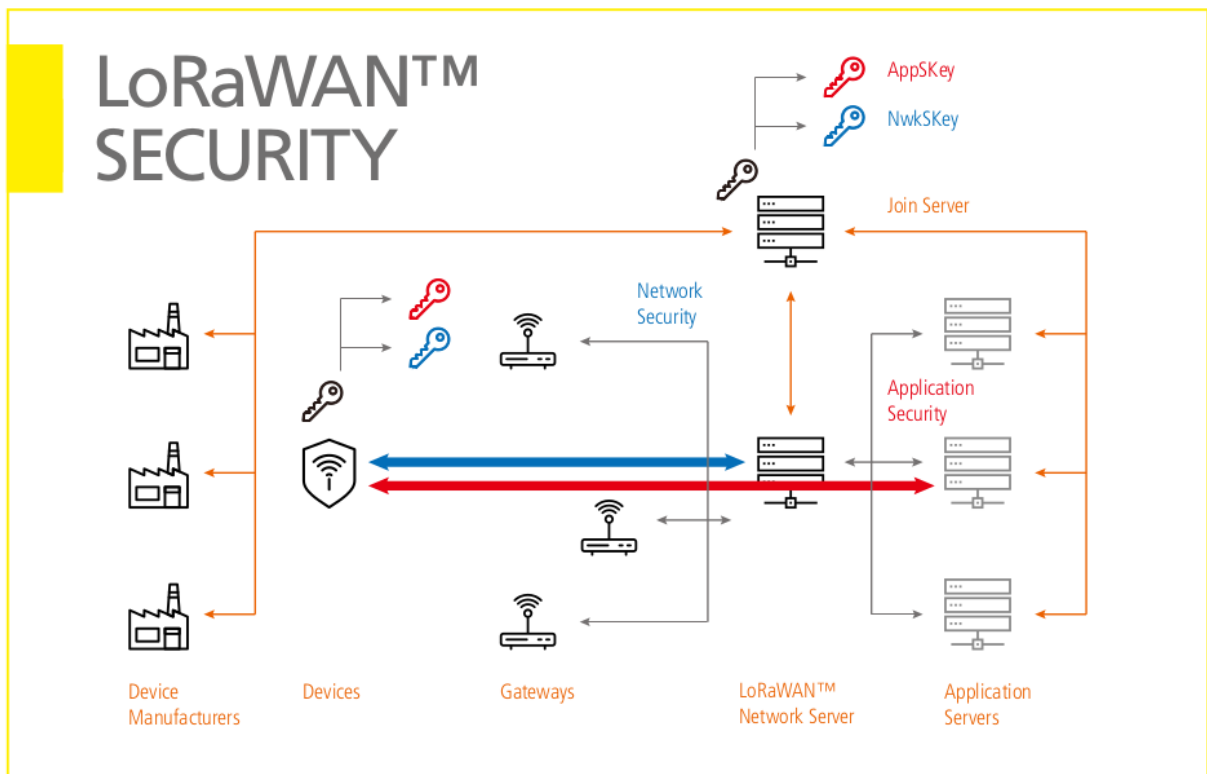 LoRaWAN™
SECURITY
AppSKey
NwkSKey
Join Server
Network
Security
Application
Security
Device
Manufacturers
Devices
Gateways
LoRaWAN™
Network Server
Application
Servers